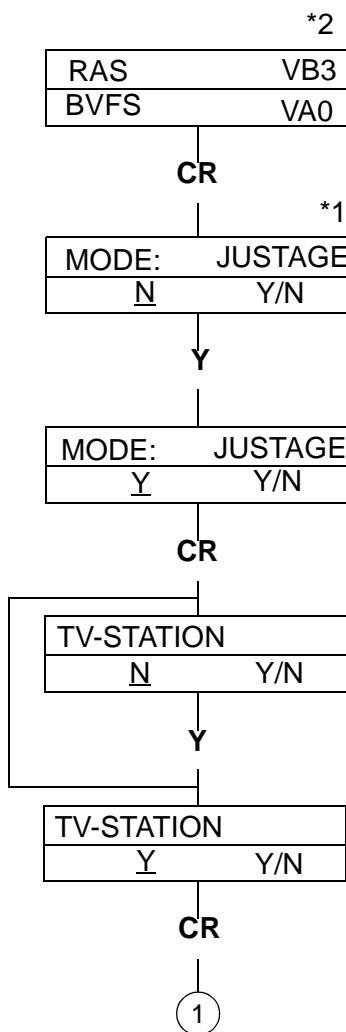 *2
RAS VB3
BVFS VA0
CR
*1
MODE: JUSTAGE
N Y/N
Y
MODE: JUSTAGE
Y Y/N
CR
TV-STATION
N Y/N
Y
TV-STATION
Y Y/N
CR
1